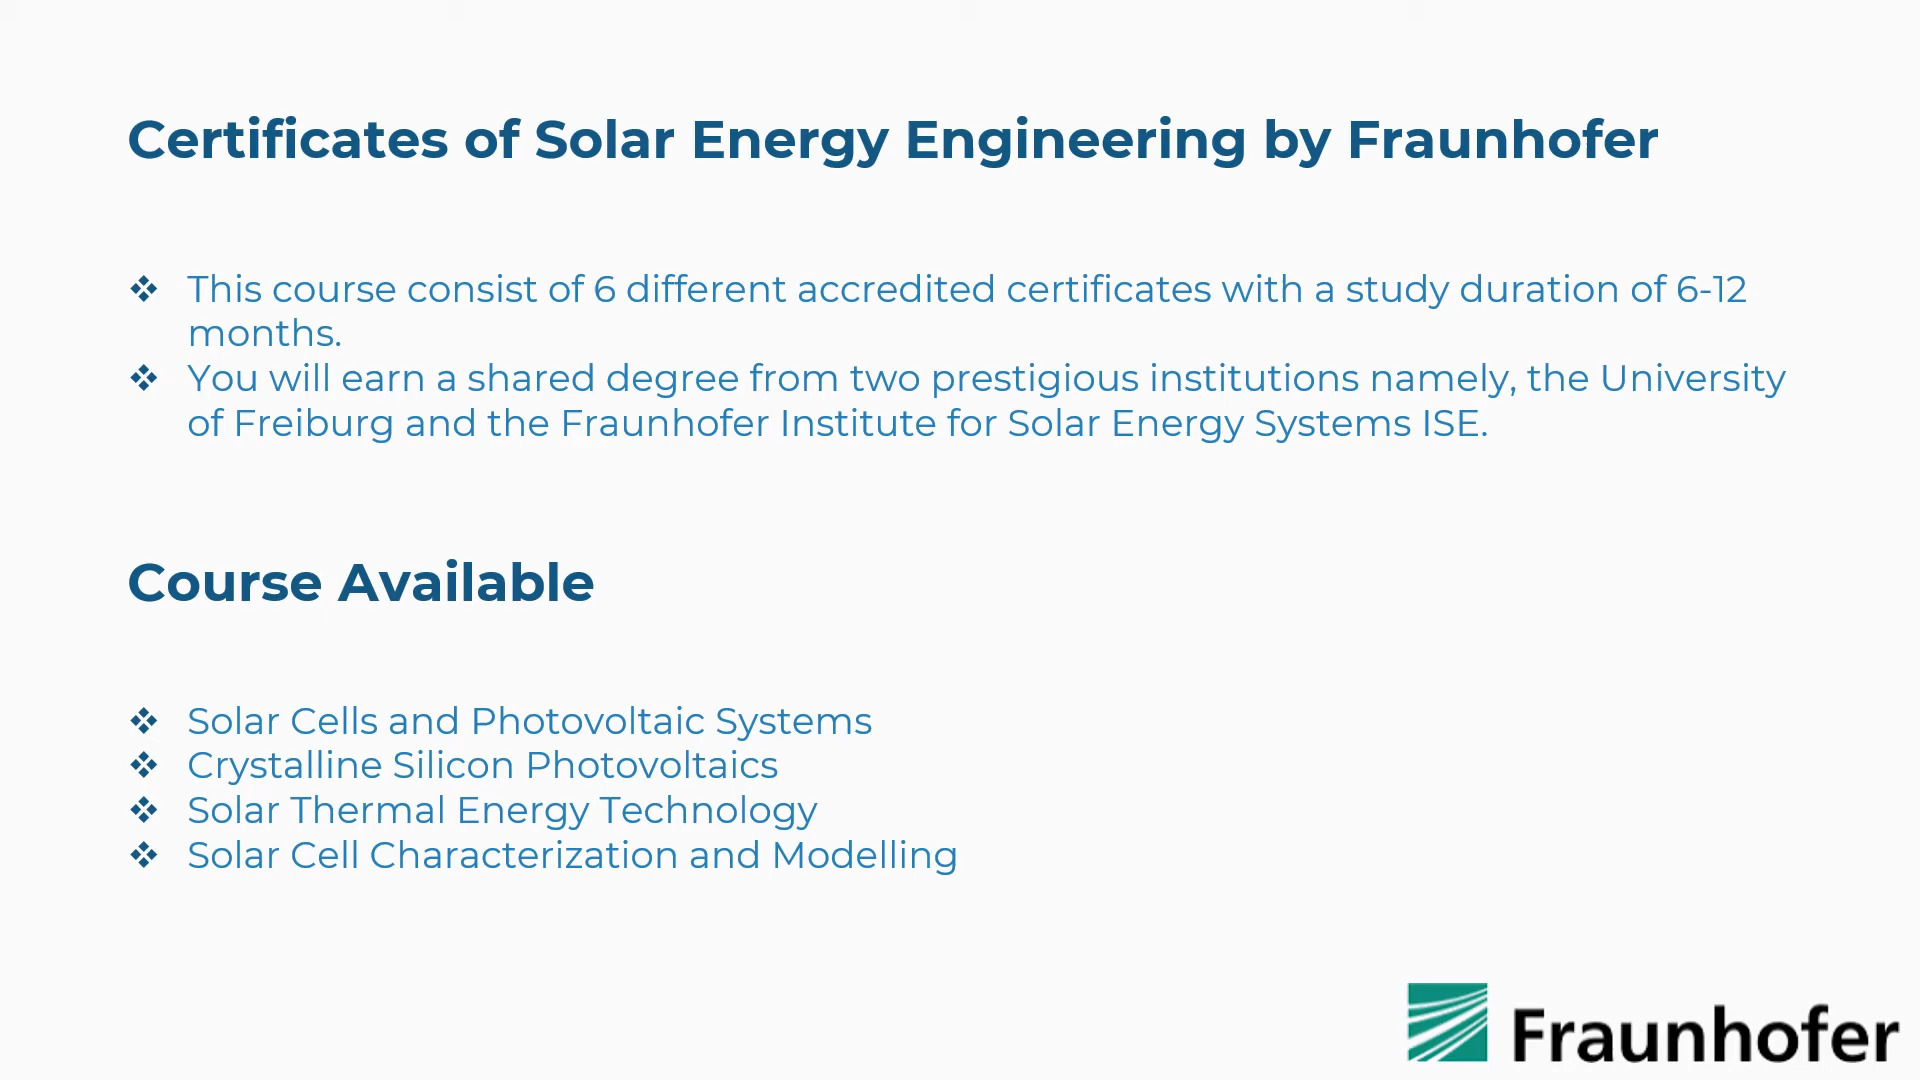 Certificates of Solar Energy Engineering by Fraunhofer
❖ This course consist of 6 different accredited certificates with a study duration of 6-12
months.
❖ You will earn a shared degree from two prestigious institutions namely, the University
of Freiburg and the Fraunhofer Institute for Solar Energy Systems ISE.
Course Available
❖ Solar Cells and Photovoltaic Systems
❖ Crystalline Silicon Photovoltaics
❖ Solar Thermal Energy Technology
❖ Solar Cell Characterization and Modelling
Fraunhofer